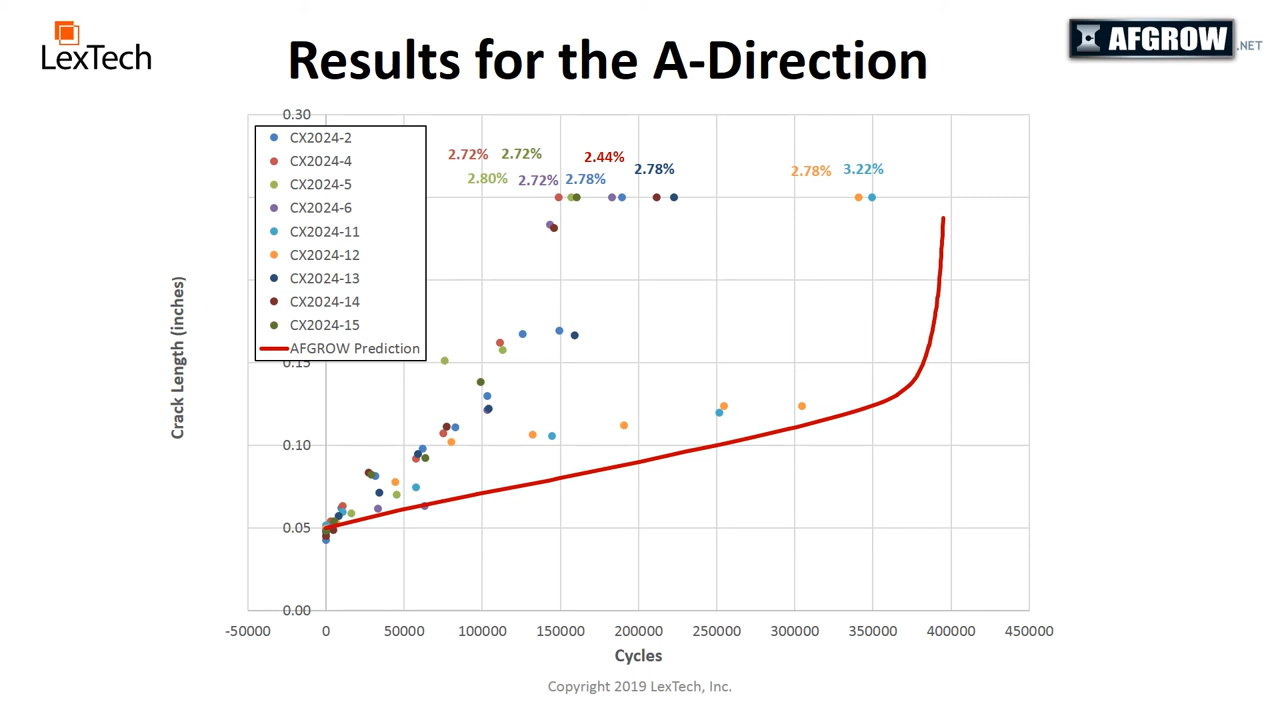 LexTech
Results for the A-Direction
AFGROW.NET
0.30
CX2024-2
CX2024-4
CX2024-5
CX2024-6
CX2024-11
CX2024-12
CX2024-13
CX2024-14
CX2024-15
AFGROW Prediction
2.72% 2.72% 2.44% 2.78% 2.78% 3.22%
2.80% 2.72% 2.78%
0.15
0.10
0.05
0.00
Crack Length (inches)
-50000 0 50000 100000 150000 200000 250000 300000 350000 400000 450000
Cycles
Copyright 2019 LexTech, Inc.